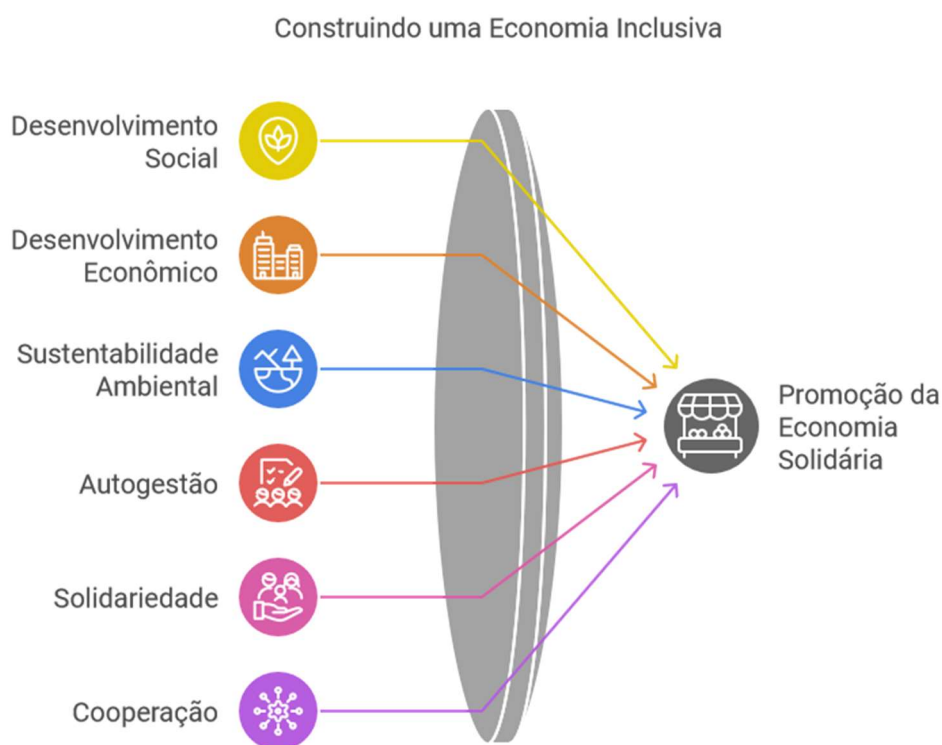 Construindo uma Economia Inclusiva
Desenvolvimento
Social
Desenvolvimento
Econômico
Sustentabilidade
Ambiental
Autogestão
Solidariedade
Cooperação
Promoção da
Economia
Solidária